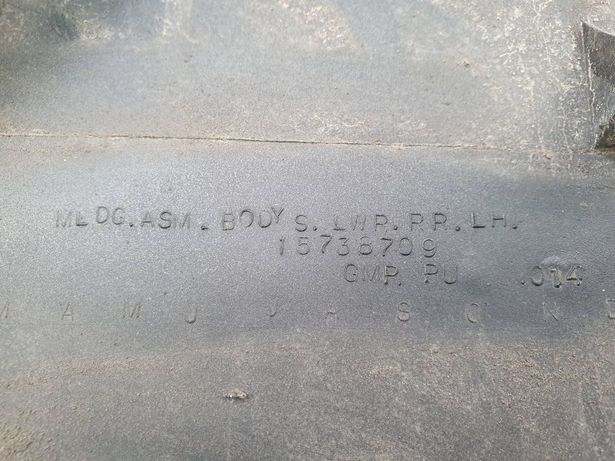 MLDG. ASM. BODY S. LWR. RR. LH.
15738709
GMP. PU .014
M A M J J A S O N D